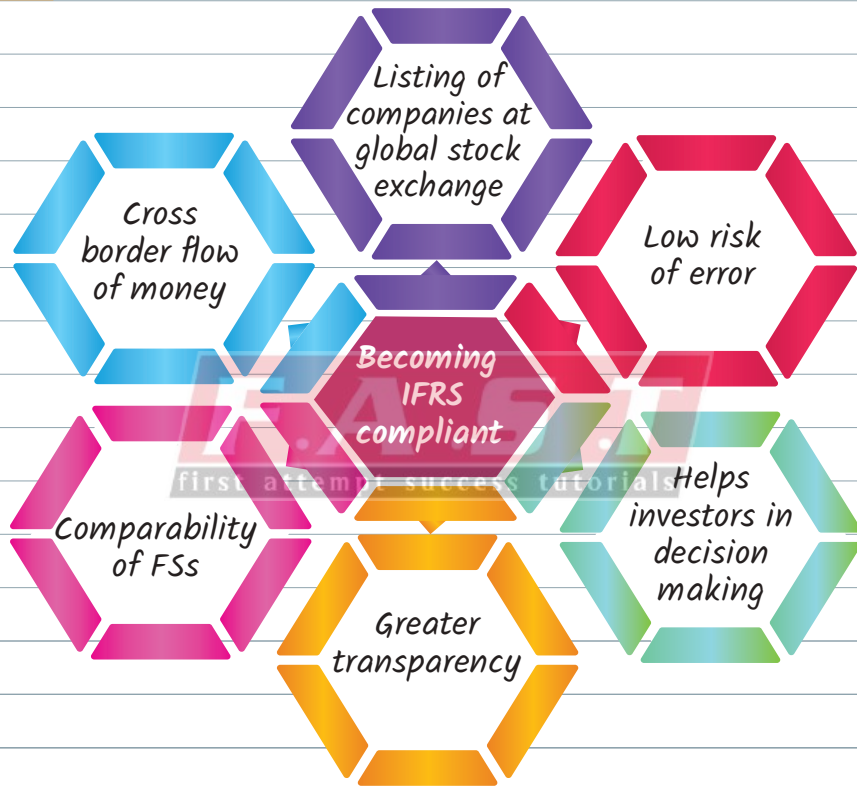 Listing of
companies at
global stock
exchange
Cross
border flow
of money
Low risk
of error
Becoming
IFRS
compliant
F.A.S.T
first attempt success tutorials
Comparability
of FSs
Helps
investors in
decision
making
Greater
transparency